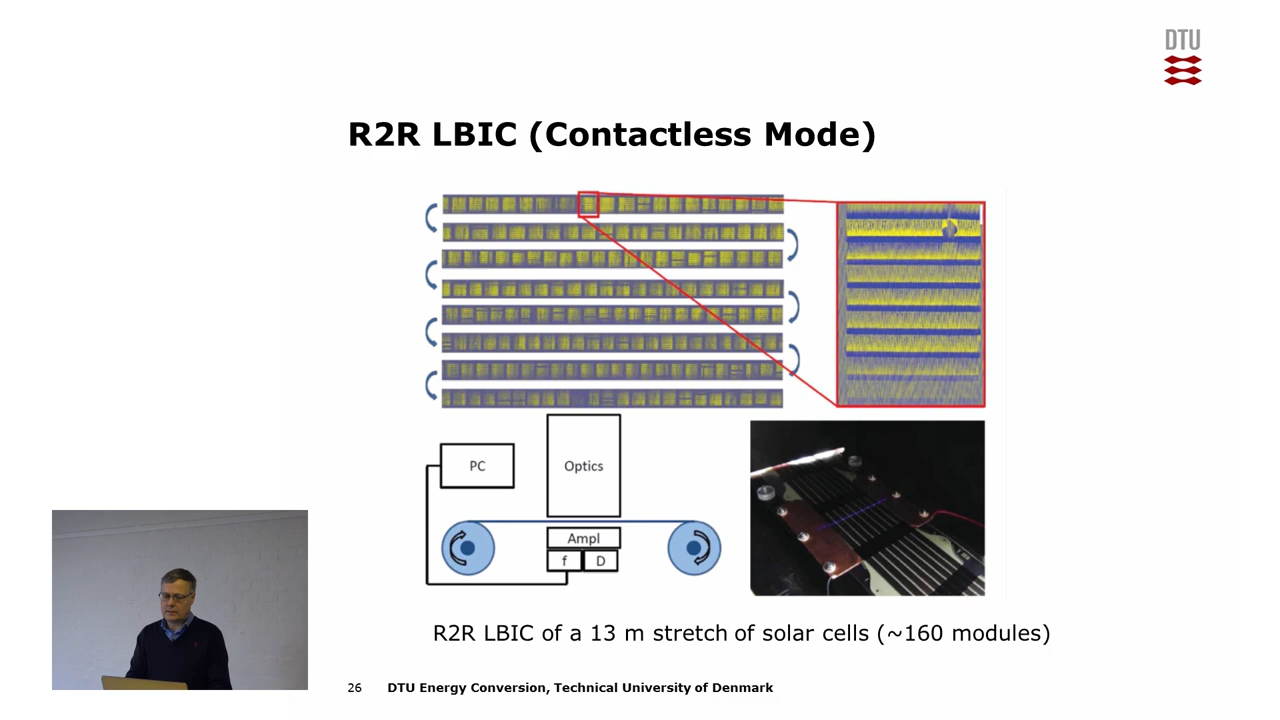 DTU
R2R LBIC (Contactless Mode)
PC
Optics
Ampl
f
D
R2R LBIC of a 13 m stretch of solar cells (~160 modules)
26
DTU Energy Conversion, Technical University of Denmark